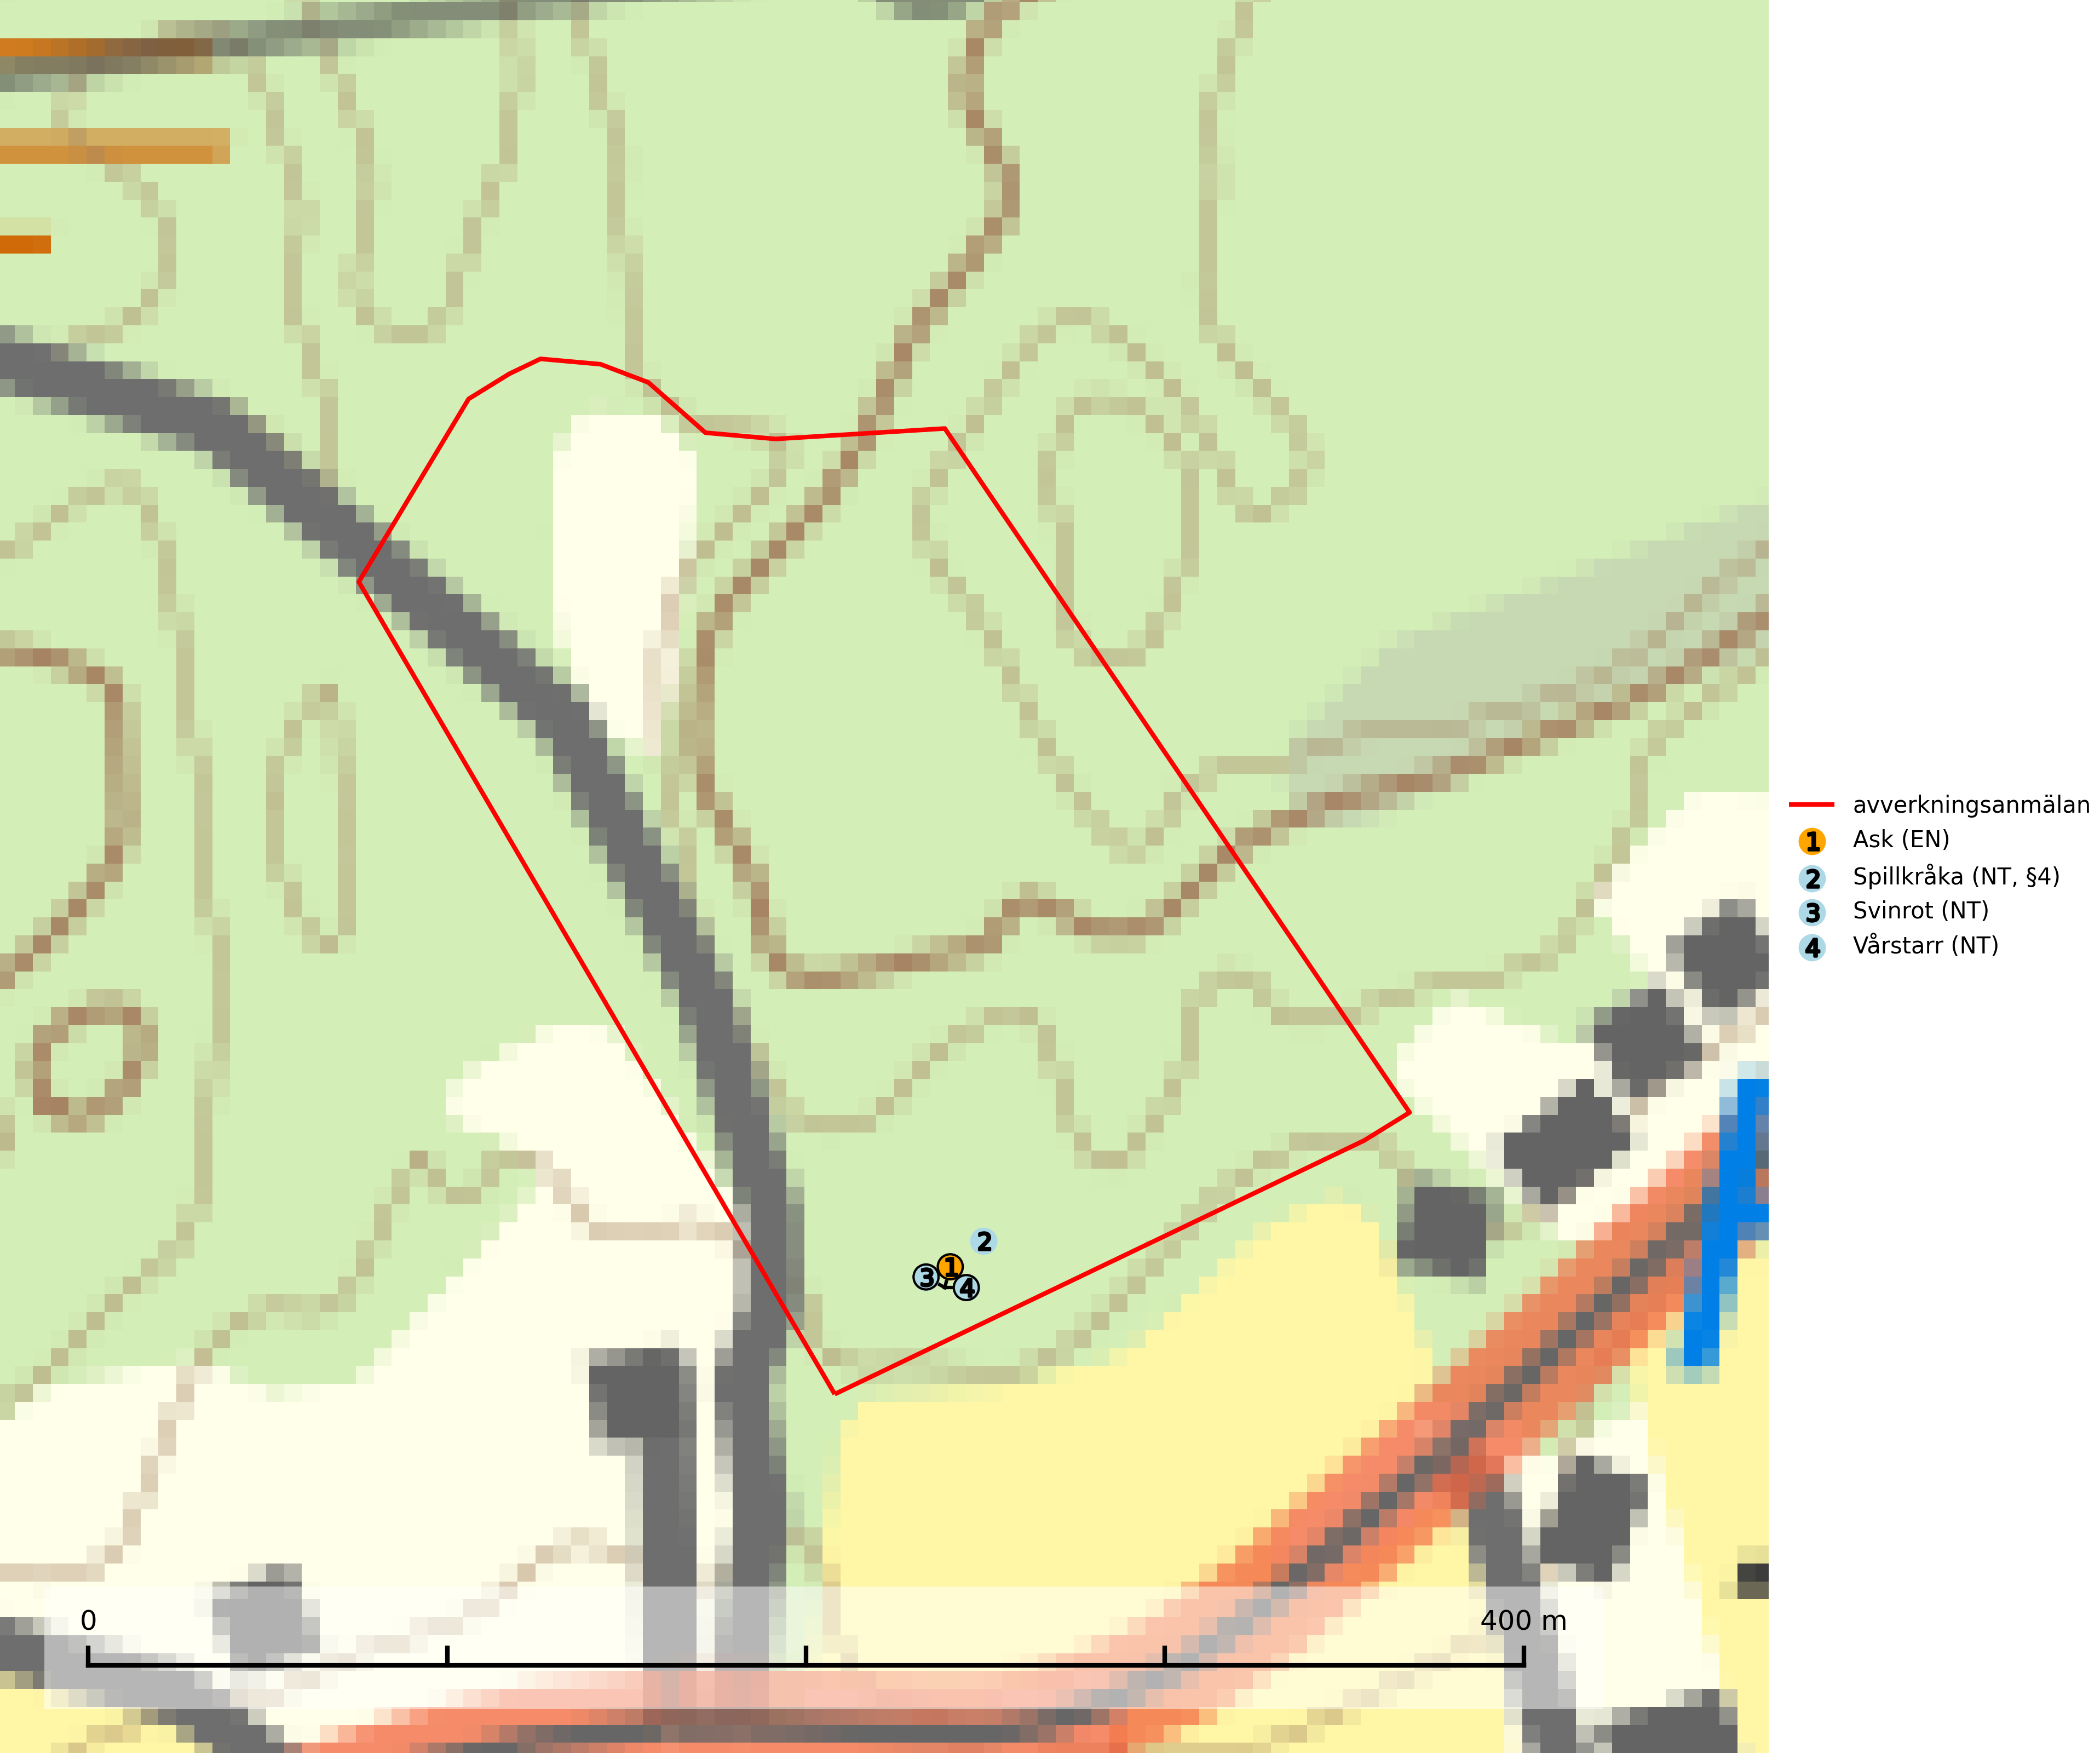 avverkningsanmälan
1 Ask (EN)
2 Spillkråka (NT, §4)
3 Svinrot (NT)
4 Vårstarr (NT)
2
1
3
4
0 400 m